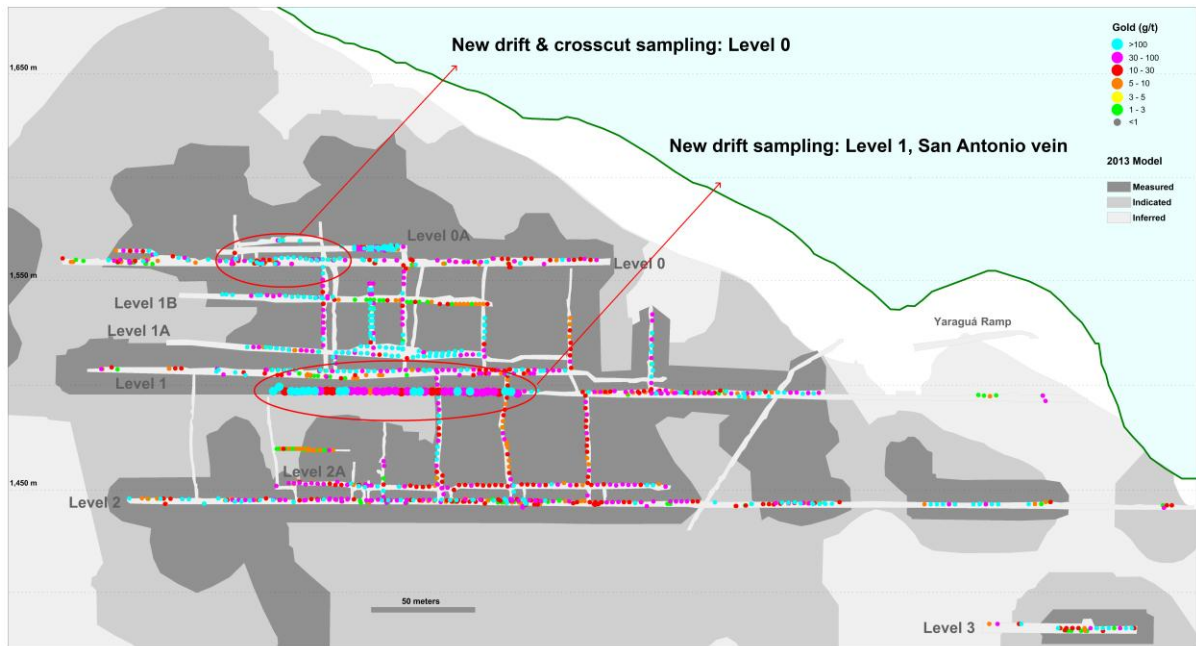 New drift & crosscut sampling: Level 0
Gold (g/t)
>100
30 - 100
10 - 30
5 - 10
3 - 5
1 - 3
<1
1,650 m
New drift sampling: Level 1, San Antonio vein
2013 Model
Measured
Indicated
Inferred
Level 0A
Level 0
1,550 m
Level 1B
Level 1A
Yaraguá Ramp
Level 1
Level 2A
1,450 m
Level 2
50 meters
Level 3